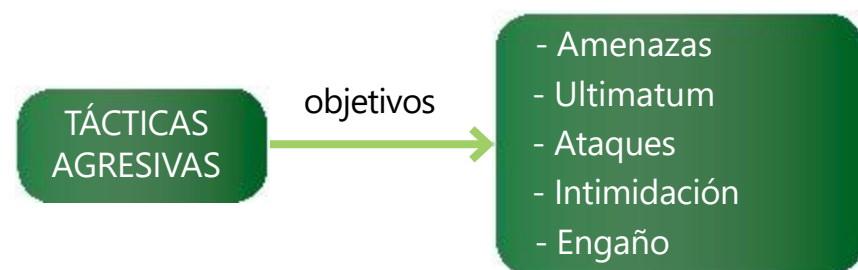 TÁCTICAS
AGRESIVAS
objetivos
- Amenazas
- Ultimatum
- Ataques
- Intimidación
- Engaño